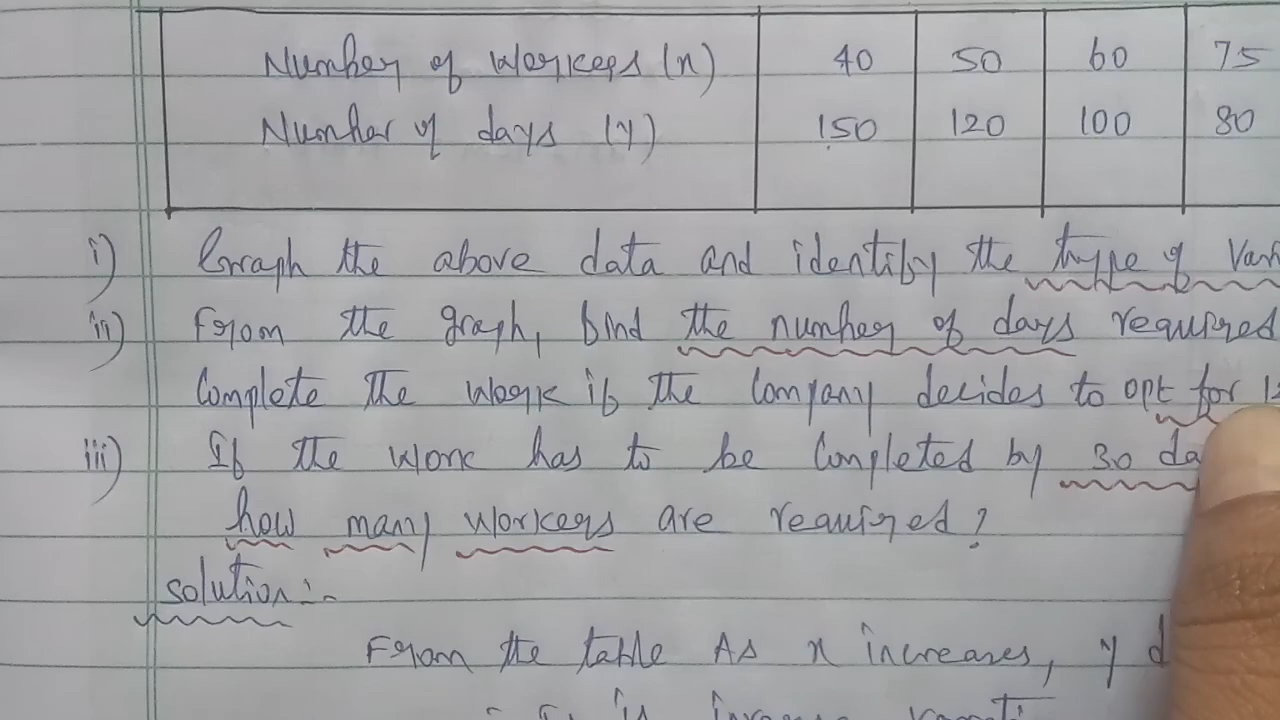 Number of workers (x) 40 50 60 75
Number of days (y) 150 120 100 80
i) Graph the above data and identify the type of
ii) From the graph, find the number of days required
Complete the work if the Company decides to opt for
iii) If the work has to be Completed by 30
how many workers are required?
Solution:-
From the table As x increases, y